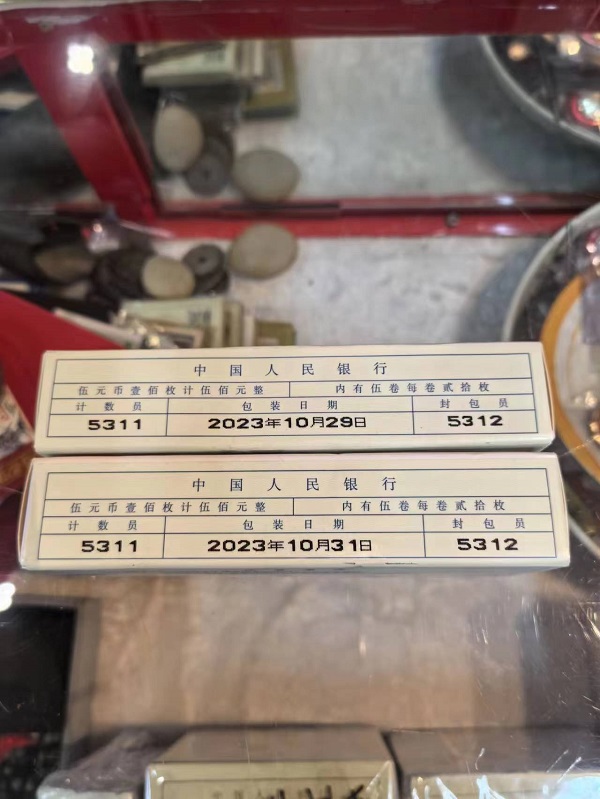 中国人民银行
伍元币壹佰枚计伍佰元整 内有伍卷每卷贰拾枚
计数员 包装日期 封包员
5311 2023年10月29日 5312
中国人民银行
伍元币壹佰枚计伍佰元整 内有伍卷每卷贰拾枚
计数员 包装日期 封包员
5311 2023年10月31日 5312